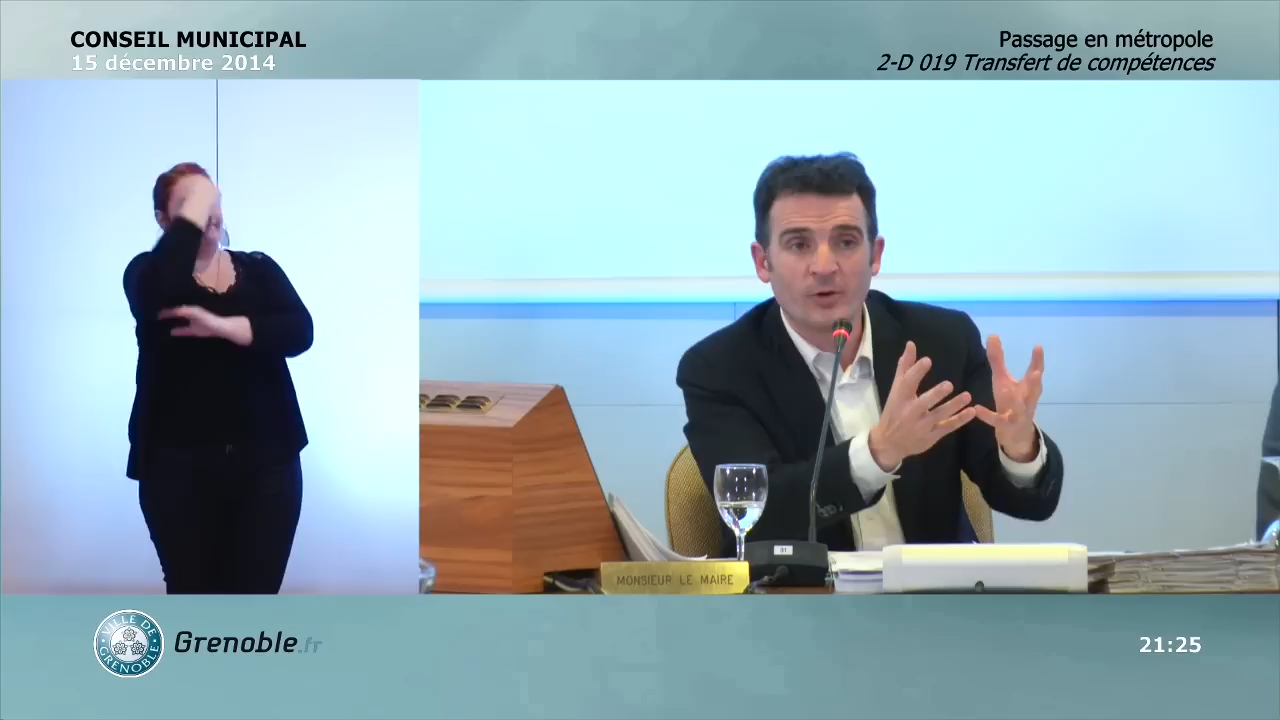 CONSEIL MUNICIPAL
15 décembre 2014
Passage en métropole
2-D 019 Transfert de compétences
MONSIEUR LE MAIRE
VILLE DE GRENOBLE
Grenoble.fr
21:25